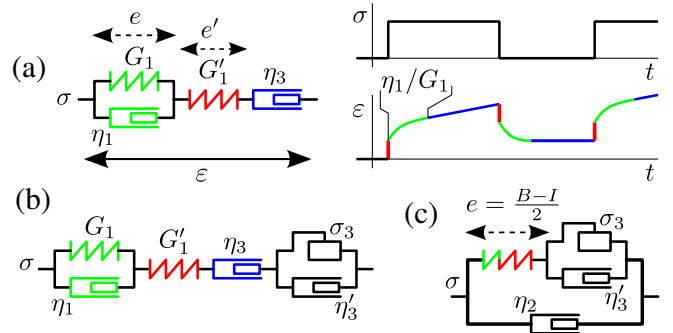 (a)
e
e′
G₁
G′₁
η₃
σ
η₁
ε
σ
t
η₁/G₁
ε
t
(b)
G₁
G′₁
η₃
σ₃
σ
η₁
η′₃
(c)
e = (B−I)/2
σ₃
σ
η′₃
η₂